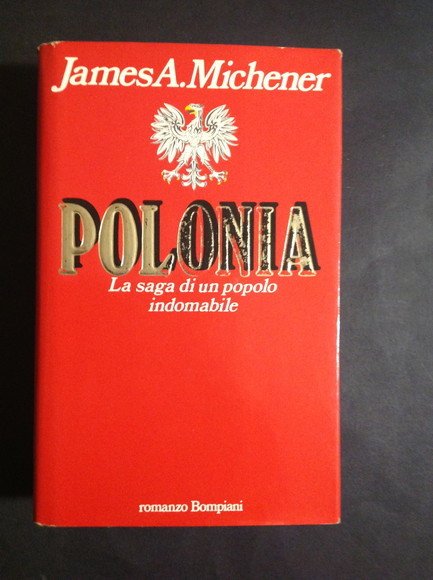 James A. Michener
POLONIA
La saga di un popolo
indomabile
romanzo Bompiani